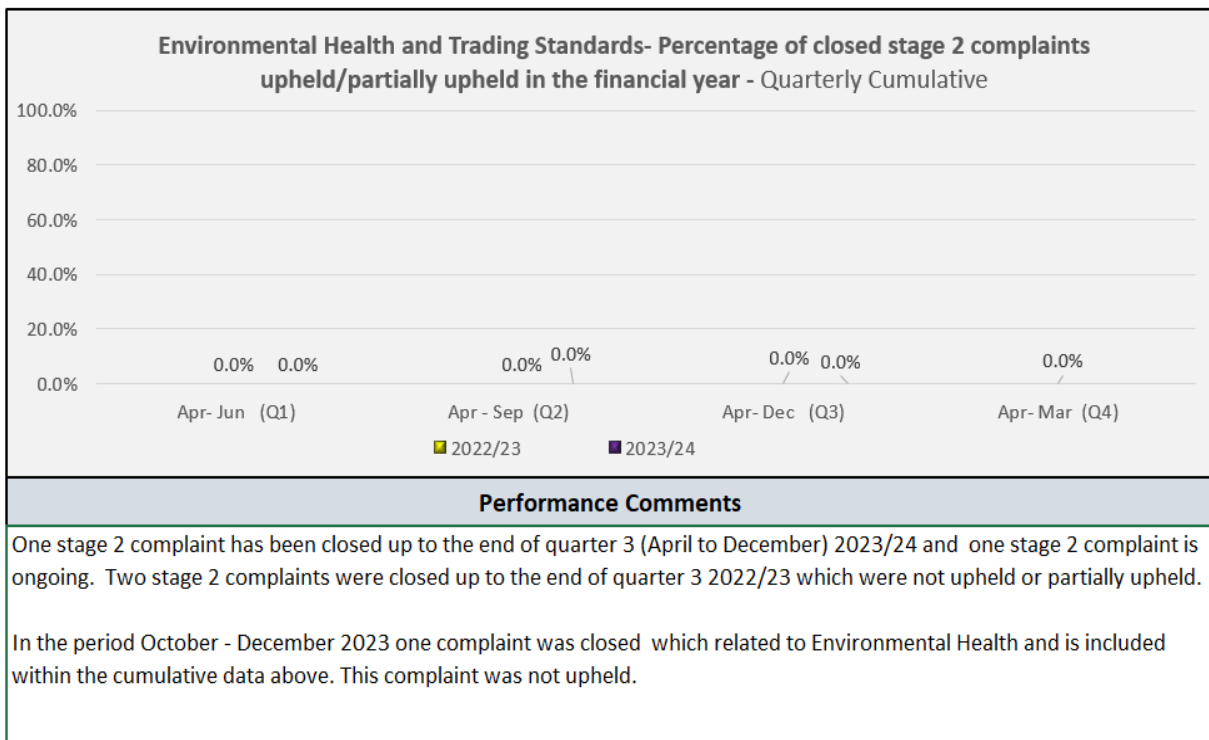 Environmental Health and Trading Standards- Percentage of closed stage 2 complaints
upheld/partially upheld in the financial year - Quarterly Cumulative
100.0%
80.0%
60.0%
40.0%
20.0%
0.0%
0.0% 0.0% 0.0% 0.0% 0.0% 0.0% 0.0%
Apr- Jun (Q1) Apr - Sep (Q2) Apr- Dec (Q3) Apr- Mar (Q4)
2022/23 2023/24
Performance Comments
One stage 2 complaint has been closed up to the end of quarter 3 (April to December) 2023/24 and one stage 2 complaint is
ongoing. Two stage 2 complaints were closed up to the end of quarter 3 2022/23 which were not upheld or partially upheld.
In the period October - December 2023 one complaint was closed which related to Environmental Health and is included
within the cumulative data above. This complaint was not upheld.